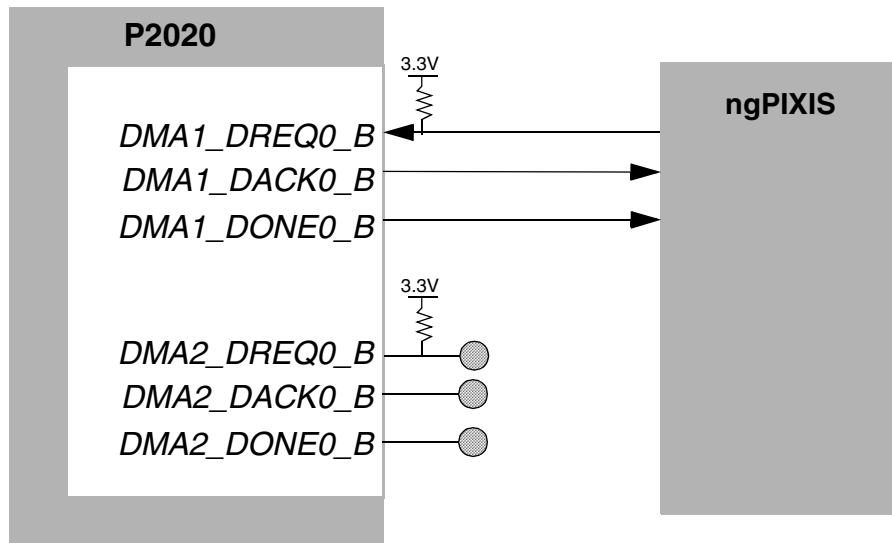 P2020
3.3V
ngPIXIS
DMA1_DREQ0_B
DMA1_DACK0_B
DMA1_DONE0_B
3.3V
DMA2_DREQ0_B
DMA2_DACK0_B
DMA2_DONE0_B